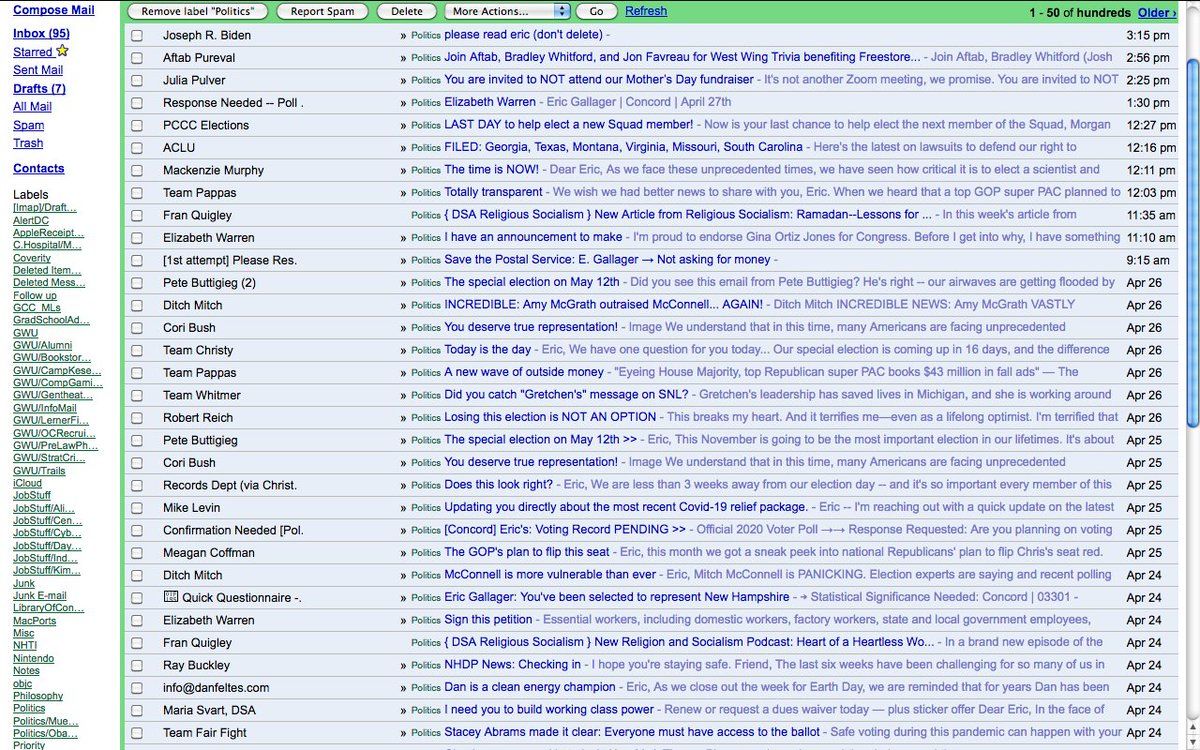 Compose Mail
Inbox (95)
Starred
Sent Mail
Drafts (7)
All Mail
Spam
Trash
Contacts
Labels
[Imap]/Draft...
AlertDC
AppleReceipt...
C.Hospital/M...
Coverity
Deleted Item...
Deleted Mess...
Follow up
GCC_MLs
GradSchoolAd...
GWU
GWU/Alumni
GWU/Bookstor...
GWU/CampKese...
GWU/CompGami...
GWU/Gentheat...
GWU/InfoMail
GWU/LernerFi...
GWU/OCRecrui...
GWU/PreLawPh...
GWU/StratCri...
GWU/Trails
iCloud
JobStuff
JobStuff/Ali...
JobStuff/Cen...
JobStuff/Cyb...
JobStuff/Day...
JobStuff/Ind...
JobStuff/Kim...
Junk
Junk E-mail
LibraryOfCon...
MacPorts
Misc
NHTI
Nintendo
Notes
objc
Philosophy
Politics
Politics/Mue...
Politics/Oba...
Priority
Remove label "Politics" Report Spam Delete More Actions... Go Refresh 1 - 50 of hundreds Older ›
Joseph R. Biden » Politics please read eric (don't delete) - 3:15 pm
Aftab Pureval » Politics Join Aftab, Bradley Whitford, and Jon Favreau for West Wing Trivia benefiting Freestore... - Join Aftab, Bradley Whitford (Josh 2:56 pm
Julia Pulver » Politics You are invited to NOT attend our Mother's Day fundraiser - It's not another Zoom meeting, we promise. You are invited to NOT 2:25 pm
Response Needed -- Poll . » Politics Elizabeth Warren - Eric Gallager | Concord | April 27th 1:30 pm
PCCC Elections » Politics LAST DAY to help elect a new Squad member! - Now is your last chance to help elect the next member of the Squad, Morgan 12:27 pm
ACLU » Politics FILED: Georgia, Texas, Montana, Virginia, Missouri, South Carolina - Here's the latest on lawsuits to defend our right to 12:16 pm
Mackenzie Murphy » Politics The time is NOW! - Dear Eric, As we face these unprecedented times, we have seen how critical it is to elect a scientist and 12:11 pm
Team Pappas » Politics Totally transparent - We wish we had better news to share with you, Eric. When we heard that a top GOP super PAC planned to 12:03 pm
Fran Quigley Politics { DSA Religious Socialism } New Article from Religious Socialism: Ramadan--Lessons for ... - In this week's article from 11:35 am
Elizabeth Warren » Politics I have an announcement to make - I'm proud to endorse Gina Ortiz Jones for Congress. Before I get into why, I have something 11:10 am
[1st attempt] Please Res. » Politics Save the Postal Service: E. Gallager → Not asking for money - 9:15 am
Pete Buttigieg (2) » Politics The special election on May 12th - Did you see this email from Pete Buttigieg? He's right -- our airwaves are getting flooded by Apr 26
Ditch Mitch » Politics INCREDIBLE: Amy McGrath outraised McConnell... AGAIN! - Ditch Mitch INCREDIBLE NEWS: Amy McGrath VASTLY Apr 26
Cori Bush » Politics You deserve true representation! - Image We understand that in this time, many Americans are facing unprecedented Apr 26
Team Christy » Politics Today is the day - Eric, We have one question for you today... Our special election is coming up in 16 days, and the difference Apr 26
Team Pappas » Politics A new wave of outside money - "Eyeing House Majority, top Republican super PAC books $43 million in fall ads" — The Apr 26
Team Whitmer » Politics Did you catch "Gretchen's" message on SNL? - Gretchen's leadership has saved lives in Michigan, and she is working around Apr 26
Robert Reich » Politics Losing this election is NOT AN OPTION - This breaks my heart. And it terrifies me—even as a lifelong optimist. I'm terrified that Apr 26
Pete Buttigieg » Politics The special election on May 12th >> - Eric, This November is going to be the most important election in our lifetimes. It's about Apr 25
Cori Bush » Politics You deserve true representation! - Image We understand that in this time, many Americans are facing unprecedented Apr 25
Records Dept (via Christ. » Politics Does this look right? - Eric, We are less than 3 weeks away from our election day -- and it's so important every member of this Apr 25
Mike Levin » Politics Updating you directly about the most recent Covid-19 relief package. - Eric -- I'm reaching out with a quick update on the latest Apr 25
Confirmation Needed [Pol. » Politics [Concord] Eric's: Voting Record PENDING >> - Official 2020 Voter Poll →→ Response Requested: Are you planning on voting Apr 25
Meagan Coffman » Politics The GOP's plan to flip this seat - Eric, this month we got a sneak peek into national Republicans' plan to flip Chris's seat red. Apr 25
Ditch Mitch » Politics McConnell is more vulnerable than ever - Eric, Mitch McConnell is PANICKING. Election experts are saying and recent polling Apr 24
Quick Questionnaire -. » Politics Eric Gallager: You've been selected to represent New Hampshire - → Statistical Significance Needed: Concord | 03301 - Apr 24
Elizabeth Warren » Politics Sign this petition - Essential workers, including domestic workers, factory workers, state and local government employees, Apr 24
Fran Quigley Politics { DSA Religious Socialism } New Religion and Socialism Podcast: Heart of a Heartless Wo... - In a brand new episode of the Apr 24
Ray Buckley » Politics NHDP News: Checking in - I hope you're staying safe. Friend, The last six weeks have been challenging for so many of us in Apr 24
info@danfeltes.com » Politics Dan is a clean energy champion - Eric, As we close out the week for Earth Day, we are reminded that for years Dan has been Apr 24
Maria Svart, DSA » Politics I need you to build working class power - Renew or request a dues waiver today — plus sticker offer Dear Eric, In the face of Apr 24
Team Fair Fight » Politics Stacey Abrams made it clear: Everyone must have access to the ballot - Safe voting during this pandemic can happen with your Apr 24